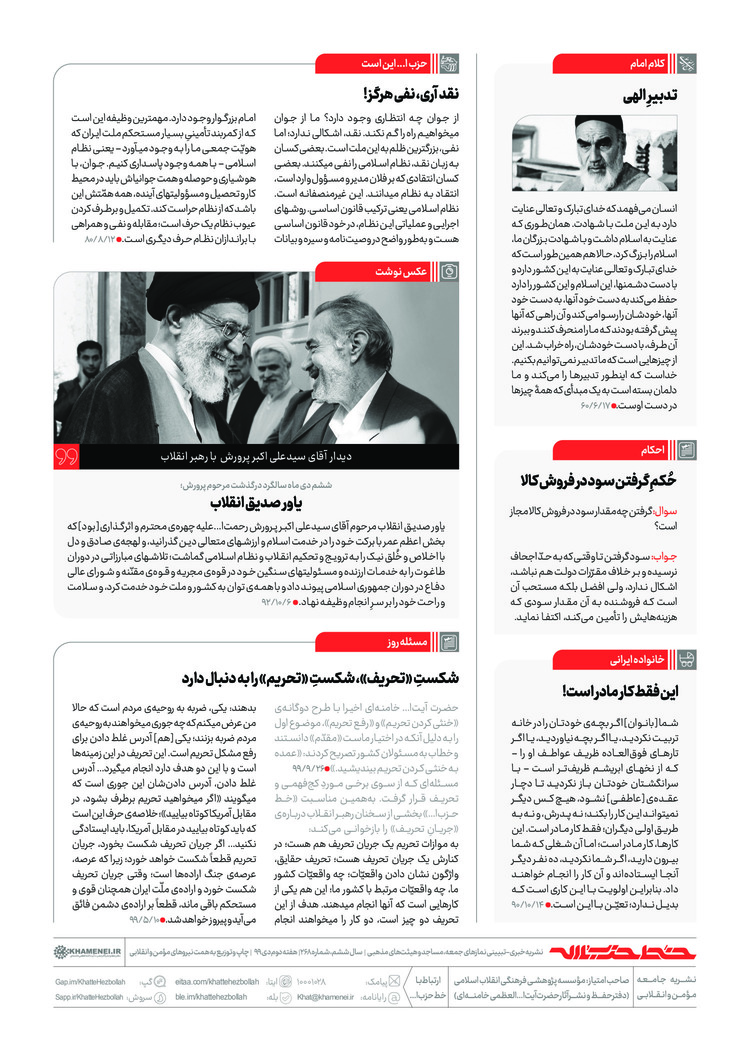 کلام امام
تدبیرِ الهی
انسان می‌فهمد که خدای تبارک و تعالی عنایت
دارد به این ملت با شهادت. همان‌طوری که
عنایت به اسلام داشت و با شهادت بزرگان ما،
اسلام را بزرگ کرد، حالا هم همین‌طور است که
خدای تبارک و تعالی عنایت به این کشور دارد و
با دست دشمنها، این اسلام و این کشور را دارد
حفظ می‌کند به دست خود آنها، به دست خود
آنها، خودشان را رسوا می‌کند و آن راهی که آنها
پیش گرفته بودند که ما را منحرف کنند و ببرند
آن طرف، با دست خودشان، راه خراب شد. این
از چیزهایی است که ما تدبیر نمی‌توانیم بکنیم.
خداست که اینطور تدبیرها را می‌کند و ما
دلمان بسته است به یک مبدأی که همهٔ چیزها
در دست اوست. ۶۰/۶/۱۷
احکام
حُکمِ گرفتن سود در فروش کالا
سوال: گرفتن چه مقدار سود در فروش کالا مجاز
است؟
جواب: سود گرفتن تا وقتی که به حدّ اجحاف
نرسیده و بر خلاف مقرّرات دولت هم نباشد،
اشکال ندارد، ولی افضل بلکه مستحب آن
است که فروشنده به آن مقدار سودی که
هزینه‌هایش را تأمین می‌کند، اکتفا نماید.
خانواده ایرانی
این فقط کار مادر است!
شما [بانوان] اگر بچه‌ی خودتان را در خانه
تربیت نکردید، یا اگر بچه نیاوردید، یا اگر
تارهای فوق‌العاده ظریف عواطف او را -
که از نخهای ابریشم ظریف‌تر است - با
سرانگشتان خودتان باز نکردید تا دچار
عقده‌ی [عاطفی] نشود، هیچ کس دیگر
نمیتواند این کار را بکند؛ نه پدرش، و نه به
طریق اولی دیگران؛ فقط کار مادر است. این
کارها، کار مادر است؛ اما آن شغلی که شما
بیرون دارید، اگر شما نکردید، ده نفر دیگر
آنجا ایستاده‌اند و آن کار را انجام خواهند
داد. بنابراین اولویت با این کاری است که
بدیل ندارد؛ تعیّن با این است. ۹۰/۱۰/۱۴
حزب‌ا... این است
نقد آری، نفی هرگز!
از جوان چه انتظاری وجود دارد؟ ما از جوان
میخواهیم راه را گم نکند. نقد، اشکالی ندارد؛ اما
نفی، بزرگترین ظلم به این ملت است. بعضی کسان
به زبان نقد، نظام اسلامی را نفی میکنند. بعضی
کسان انتقادی که بر فلان مدیر و مسؤول وارد است،
انتقاد به نظام میدانند. این غیرمنصفانه است.
نظام اسلامی یعنی ترکیب قانون اساسی. روشهای
اجرایی و عملیاتی این نظام، در خود قانون اساسی
هست و به‌طور واضح در وصیت‌نامه و سیره و بیانات
امام بزرگوار وجود دارد. مهمترین وظیفه این است
که از کمربند تأمینیِ بسیار مستحکم ملت ایران که
هویّت جمعی ما را به وجود می‌آورد - یعنی نظام
اسلامی - با همه وجود پاسداری کنیم. جوان، با
هوشیاری و حوصله و همت جوانیاش باید در محیط
کار و تحصیل و مسؤولیتهای آینده، همه همّتش این
باشد که از نظام حراست کند. تکمیل و برطرف کردن
عیوب نظام یک حرف است؛ مقابله و نفی و همراهی
با براندازان نظام حرف دیگری است. ۸۰/۸/۱۲
عکس نوشت
دیدار آقای سیدعلی اکبر پرورش با رهبر انقلاب
ششم دی ماه سالگرد درگذشت مرحوم پرورش؛
یاور صدیق انقلاب
یاور صدیق انقلاب مرحوم آقای سیدعلی اکبر پرورش رحمت‌ا... علیه چهره‌ی محترم و اثرگذاری [بود] که
بخش اعظم عمر با برکت خود را در خدمت اسلام و ارزشهای متعالی دین گذرانید، و لهجه‌ی صادق و دل
با اخلاص و خُلق نیک را به ترویج و تحکیم انقلاب و نظام اسلامی گماشت؛ تلاشهای مبارزاتی در دوران
طاغوت را به خدمات ارزنده و مسئولیتهای سنگین خود در قوه‌ی مجریه و قوه‌ی مقنّنه و شورای عالی
دفاع در دوران جمهوری اسلامی پیوند داد و با همه‌ی توان به کشور و ملت خود خدمت کرد، و سلامت
و راحت خود را بر سرِ انجام وظیفه نهاد. ۹۲/۱۰/۶
مسئله روز
شکستِ «تحریف»، شکستِ «تحریم» را به دنبال دارد
حضرت آیت‌ا... خامنه‌ای اخیرا با طرح دوگانه‌ی
«خنثی کردن تحریم» و «رفع تحریم»، موضوع اول
را به دلیل آنکه در اختیار ماست «مقدّم» دانستند
و خطاب به مسئولان کشور تصریح کردند: «عمده
به خنثی کردن تحریم بیندیشید.» ۹۹/۹/۲۶
مسئله‌ای که از سوی برخی مورد کج‌فهمی و
تحریف قرار گرفت. به‌همین مناسبت «خط
حزب‌ا...» بخشی از سخنان رهبر انقلاب درباره‌ی
«جریان تحریف» را بازخوانی می‌کند:
به موازات تحریم یک جریان تحریف هم هست؛ در
کنارش یک جریان تحریف هست؛ تحریف حقایق،
واژگون نشان دادن واقعیّات؛ چه واقعیّات کشور
ما، چه واقعیّات مرتبط با کشور ما؛ این هم یکی از
کارهایی است که آنها انجام میدهند. هدف از این
تحریف دو چیز است، دو کار را میخواهند انجام
بدهند: یکی، ضربه به روحیه‌ی مردم است که حالا
من عرض میکنم که چه جوری میخواهند به روحیه‌ی
مردم ضربه بزنند؛ یکی [هم] آدرس غلط دادن برای
رفع مشکل تحریم است. این تحریف در این زمینه‌ها
است و با این دو هدف دارد انجام میگیرد... آدرس
غلط دادن، آدرس دادن‌شان این جوری است که
میگویند «اگر میخواهید تحریم برطرف بشود، در
مقابل آمریکا کوتاه بیایید»؛ خلاصه‌ی حرف این است
که باید کوتاه بیایید در مقابل آمریکا، باید ایستادگی
نکنید... اگر جریان تحریف شکست بخورد، جریان
تحریم قطعاً شکست خواهد خورد؛ زیرا که عرصه،
عرصه‌ی جنگ اراده‌ها است؛ وقتی جریان تحریف
شکست خورد و اراده‌ی ملّت ایران همچنان قوی و
مستحکم باقی ماند، قطعاً بر اراده‌ی دشمن فائق
می‌آید و پیروز خواهد شد. ۹۹/۵/۱۰
خط حزب‌الله
نشریه خبری-تبیینی نمازهای جمعه، مساجد و هیئت‌های مذهبی | سال ششم، شماره ۲۶۸ | هفته دوم دی ۹۹ | چاپ و توزیع به همت نیروهای مؤمن و انقلابی
KHAMENEI.IR
نشریه جامعه
مؤمن و انقلابی
صاحب امتیاز: مؤسسه پژوهشی فرهنگی انقلاب اسلامی
(دفتر حفظ و نشر آثار حضرت آیت‌ا... العظمی خامنه‌ای)
ارتباط با
خط حزب‌ا...
پیامک: ۱۰۰۰۱۰۲۸
رایانامه: Khat@khamenei.ir
ایتا: eitaa.com/khattehezbollah
بله: ble.im/khattehezbollah
گپ: Gap.im/KhatteHezbollah
سروش: Sapp.ir/KhatteHezbollah